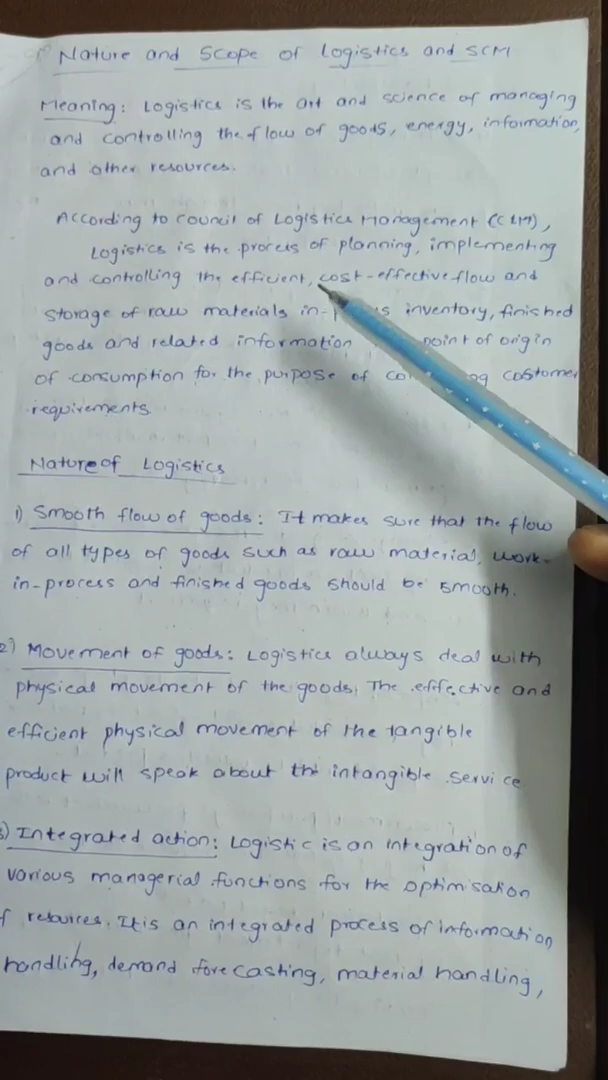 Nature and Scope of Logistics and SCM
Meaning: Logistics is the art and science of managing
and controlling the flow of goods, energy, information,
and other resources.
According to Council of Logistics Management (CLM),
Logistics is the process of planning, implementing
and controlling the efficient, cost-effective flow and
storage of raw materials in- inventory, finished
goods and related information point of origin
of consumption for the purpose of costomer
requirements
Nature of Logistics
1) Smooth flow of goods: It makes sure that the flow
of all types of goods such as raw material, work-
in-process and finished goods should be smooth.
2) Movement of goods: Logistics always deal with
physical movement of the goods. The effective and
efficient physical movement of the tangible
product will speak about the intangible service
3) Integrated action: Logistic is an integration of
various managerial functions for the optimisation
of resources. It is an integrated process of information
handling, demand forecasting, material handling,